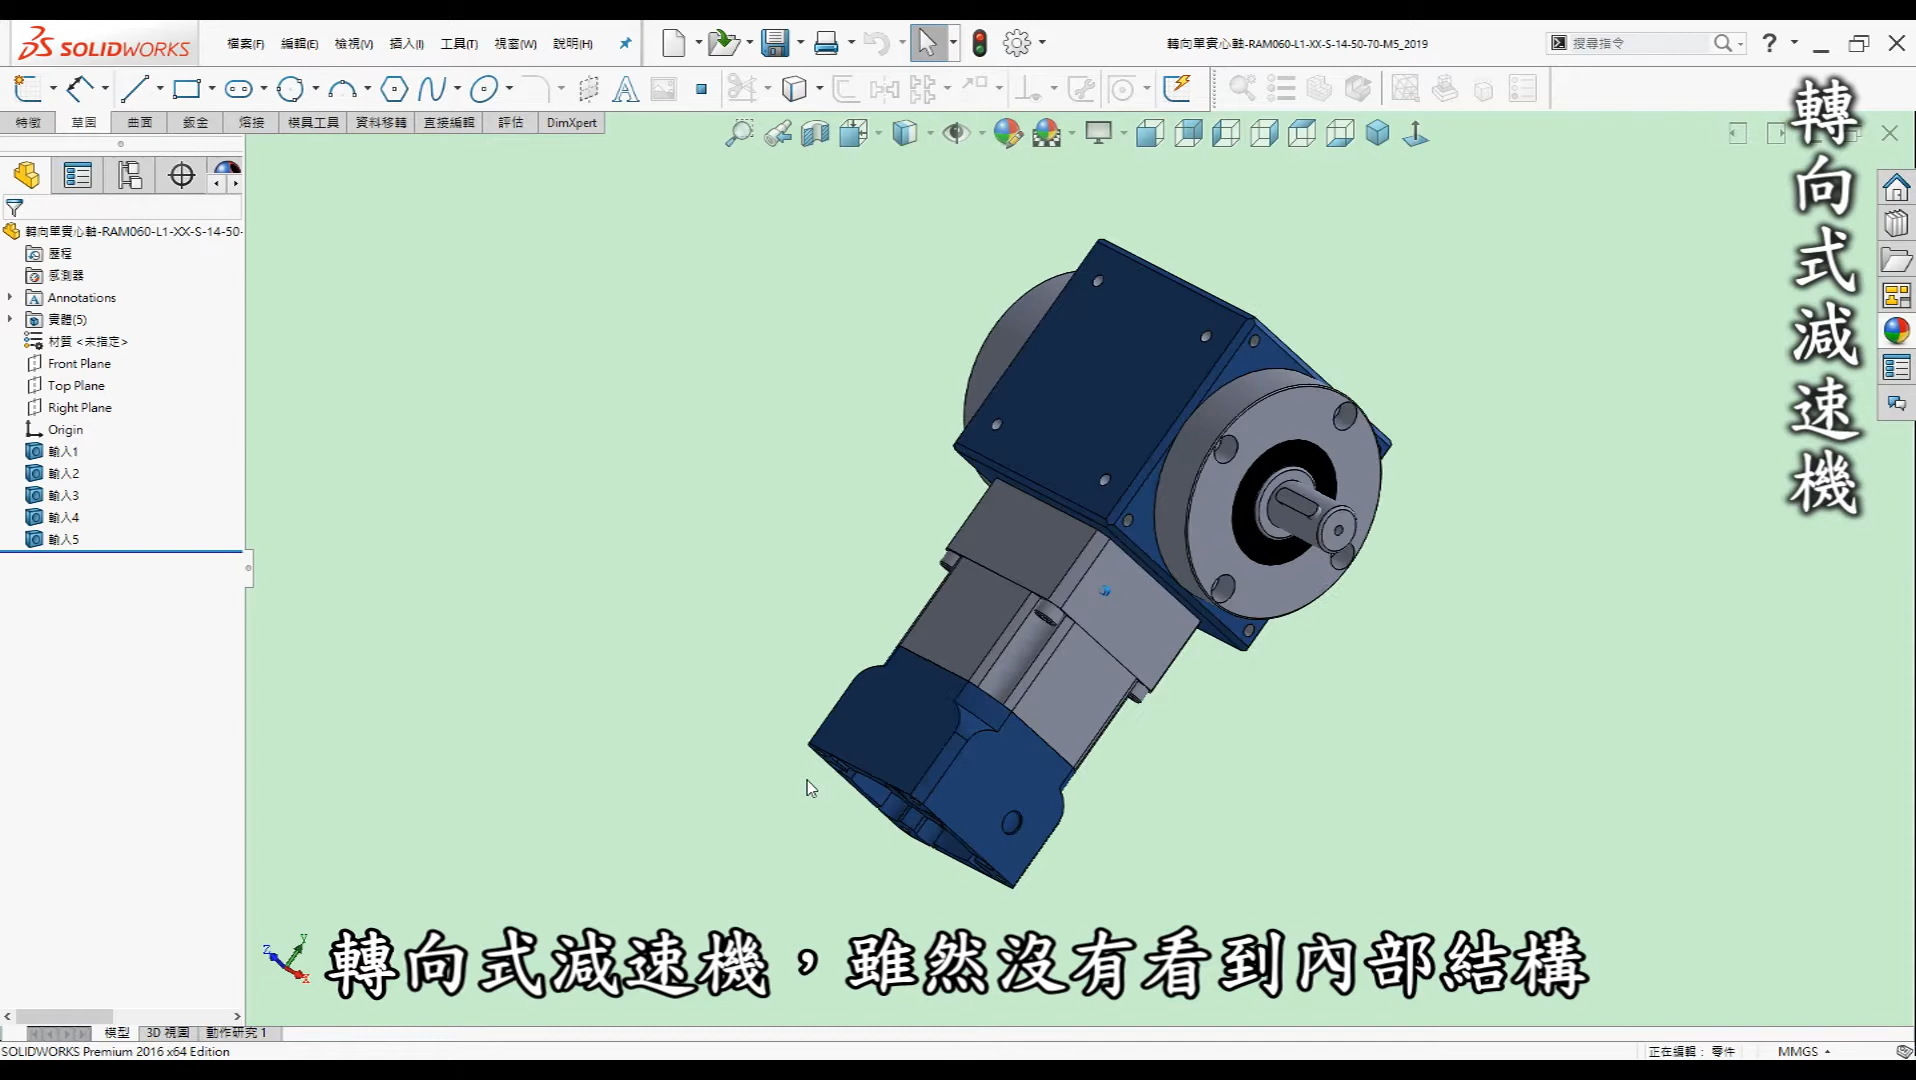 SOLIDWORKS
檔案(F)
編輯(E)
檢視(V)
插入(I)
工具(T)
視窗(W)
說明(H)
轉向單實心軸-RAM060-L1-XX-S-14-50-70-M5_2019
搜尋指令
?
特徵
草圖
曲面
鈑金
熔接
模具工具
資料移轉
直接編輯
評估
DimXpert
轉向單實心軸-RAM060-L1-XX-S-14-50-
歷程
感測器
Annotations
實體(5)
材質 <未指定>
Front Plane
Top Plane
Right Plane
Origin
輸入1
輸入2
輸入3
輸入4
輸入5
轉向式減速機
Z
Y
X
轉向式減速機，雖然沒有看到內部結構
模型
3D 視圖
動作研究 1
SOLIDWORKS Premium 2016 x64 Edition
正在編輯： 零件
MMGS